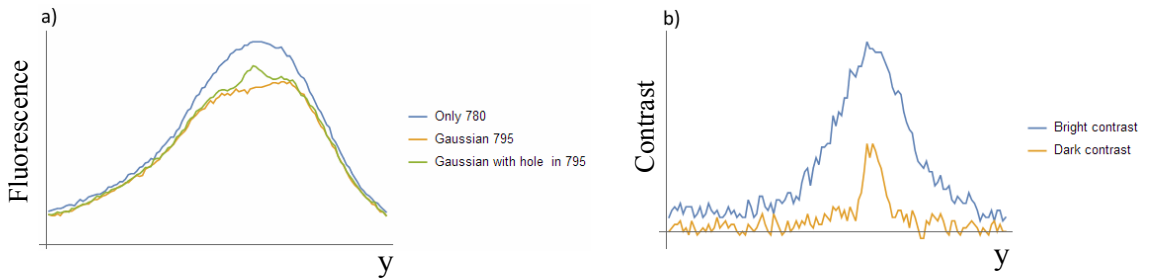 a)
Fluorescence
Only 780
Gaussian 795
Gaussian with hole in 795
y
b)
Contrast
Bright contrast
Dark contrast
y